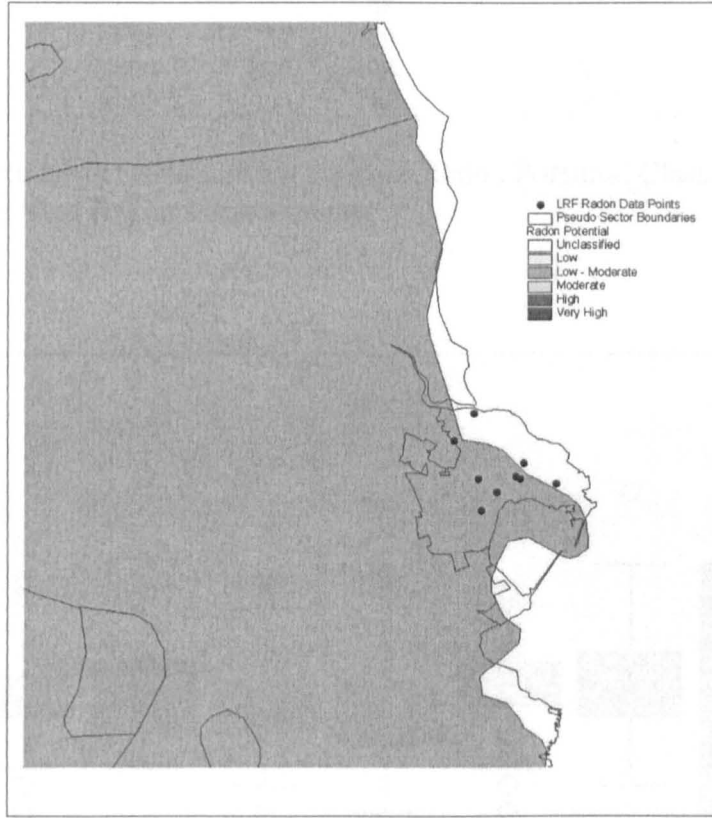 LRF Radon Data Points
Pseudo Sector Boundaries
Radon Potential
Unclassified
Low
Low - Moderate
Moderate
High
Very High